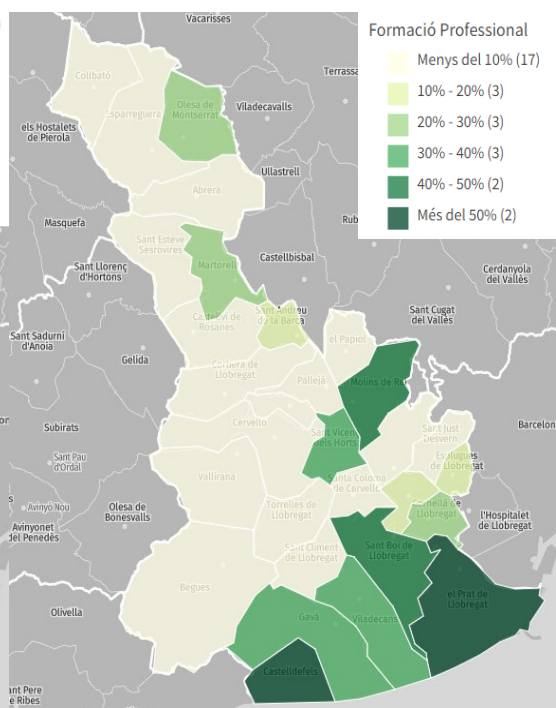 Formació Professional
Menys del 10% (17)
10% - 20% (3)
20% - 30% (3)
30% - 40% (3)
40% - 50% (2)
Més del 50% (2)
Vacarisses
Terrassa
Collbató
Olesa de
Montserrat
Viladecavalls
Esparreguera
els Hostalets
de Pierola
Ullastrell
Abrera
Masquefa
Rub
Sant Esteve
Sesrovires
Castellbisbal
Sant Llorenç
d'Hortons
Martorell
Cerdanyola
del Vallès
Castellví de
Rosanes
Sant Andreu
de la Barca
Sant Cugat
del Vallès
Sant Sadurní
d'Anoia
el Papiol
Gelida
Corbera de
Llobregat
Pallejà
Molins de Rei
Subirats
Cervelló
Sant Vicenç
dels Horts
Sant Just
Desvern
Barcelon
Sant Pau
d'Ordal
Esplugues
de Llobregat
Vallirana
Santa Coloma
de Cervelló
Avinyó Nou
Olesa de
Bonesvalls
Torrelles de
Llobregat
Cornellà de
Llobregat
l'Hospitalet
de Llobregat
Avinyonet
del Penedès
Sant Climent
de Llobregat
Sant Boi de
Llobregat
Begues
el Prat de
Llobregat
Olivella
Gavà
Viladecans
Castelldefels
ant Pere
e Ribes